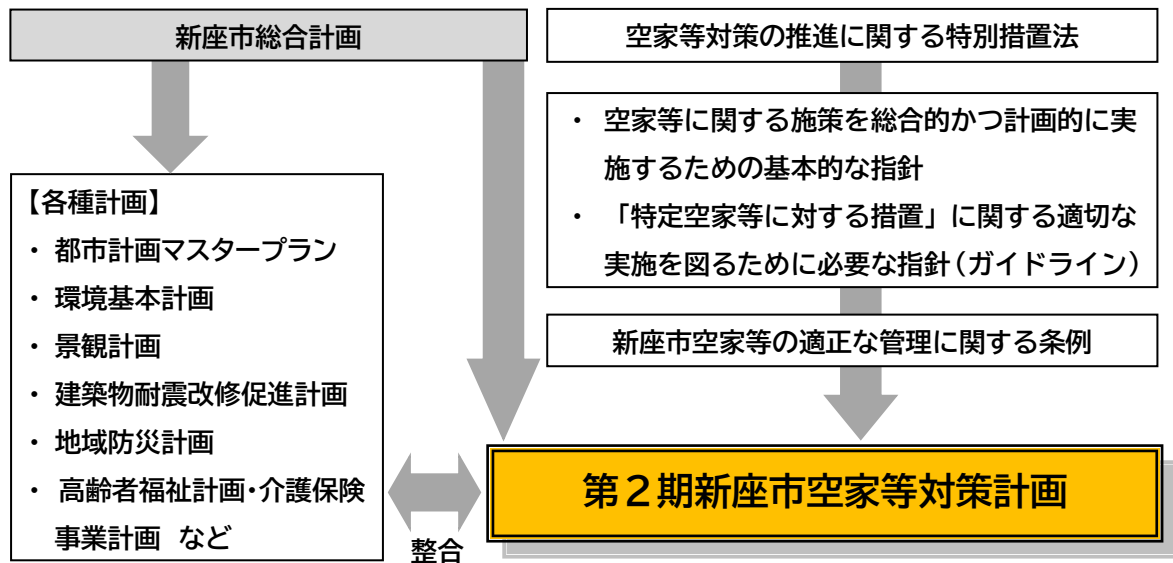 新座市総合計画
空家等対策の推進に関する特別措置法
・ 空家等に関する施策を総合的かつ計画的に実
施するための基本的な指針
・ 「特定空家等に対する措置」に関する適切な
実施を図るために必要な指針(ガイドライン)
新座市空家等の適正な管理に関する条例
【各種計画】
・ 都市計画マスタープラン
・ 環境基本計画
・ 景観計画
・ 建築物耐震改修促進計画
・ 地域防災計画
・ 高齢者福祉計画・介護保険
事業計画 など
整合
第2期新座市空家等対策計画